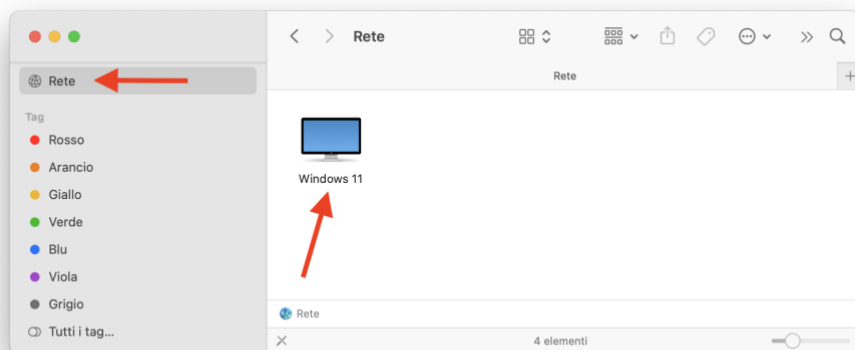 Rete
Rete
Rete
Tag
Rosso
Arancio
Giallo
Verde
Blu
Viola
Grigio
Tutti i tag...
Windows 11
Rete
4 elementi